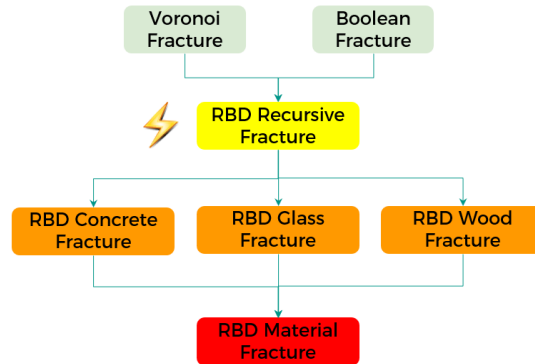 Voronoi
Fracture
Boolean
Fracture
RBD Recursive
Fracture
RBD Concrete
Fracture
RBD Glass
Fracture
RBD Wood
Fracture
RBD Material
Fracture